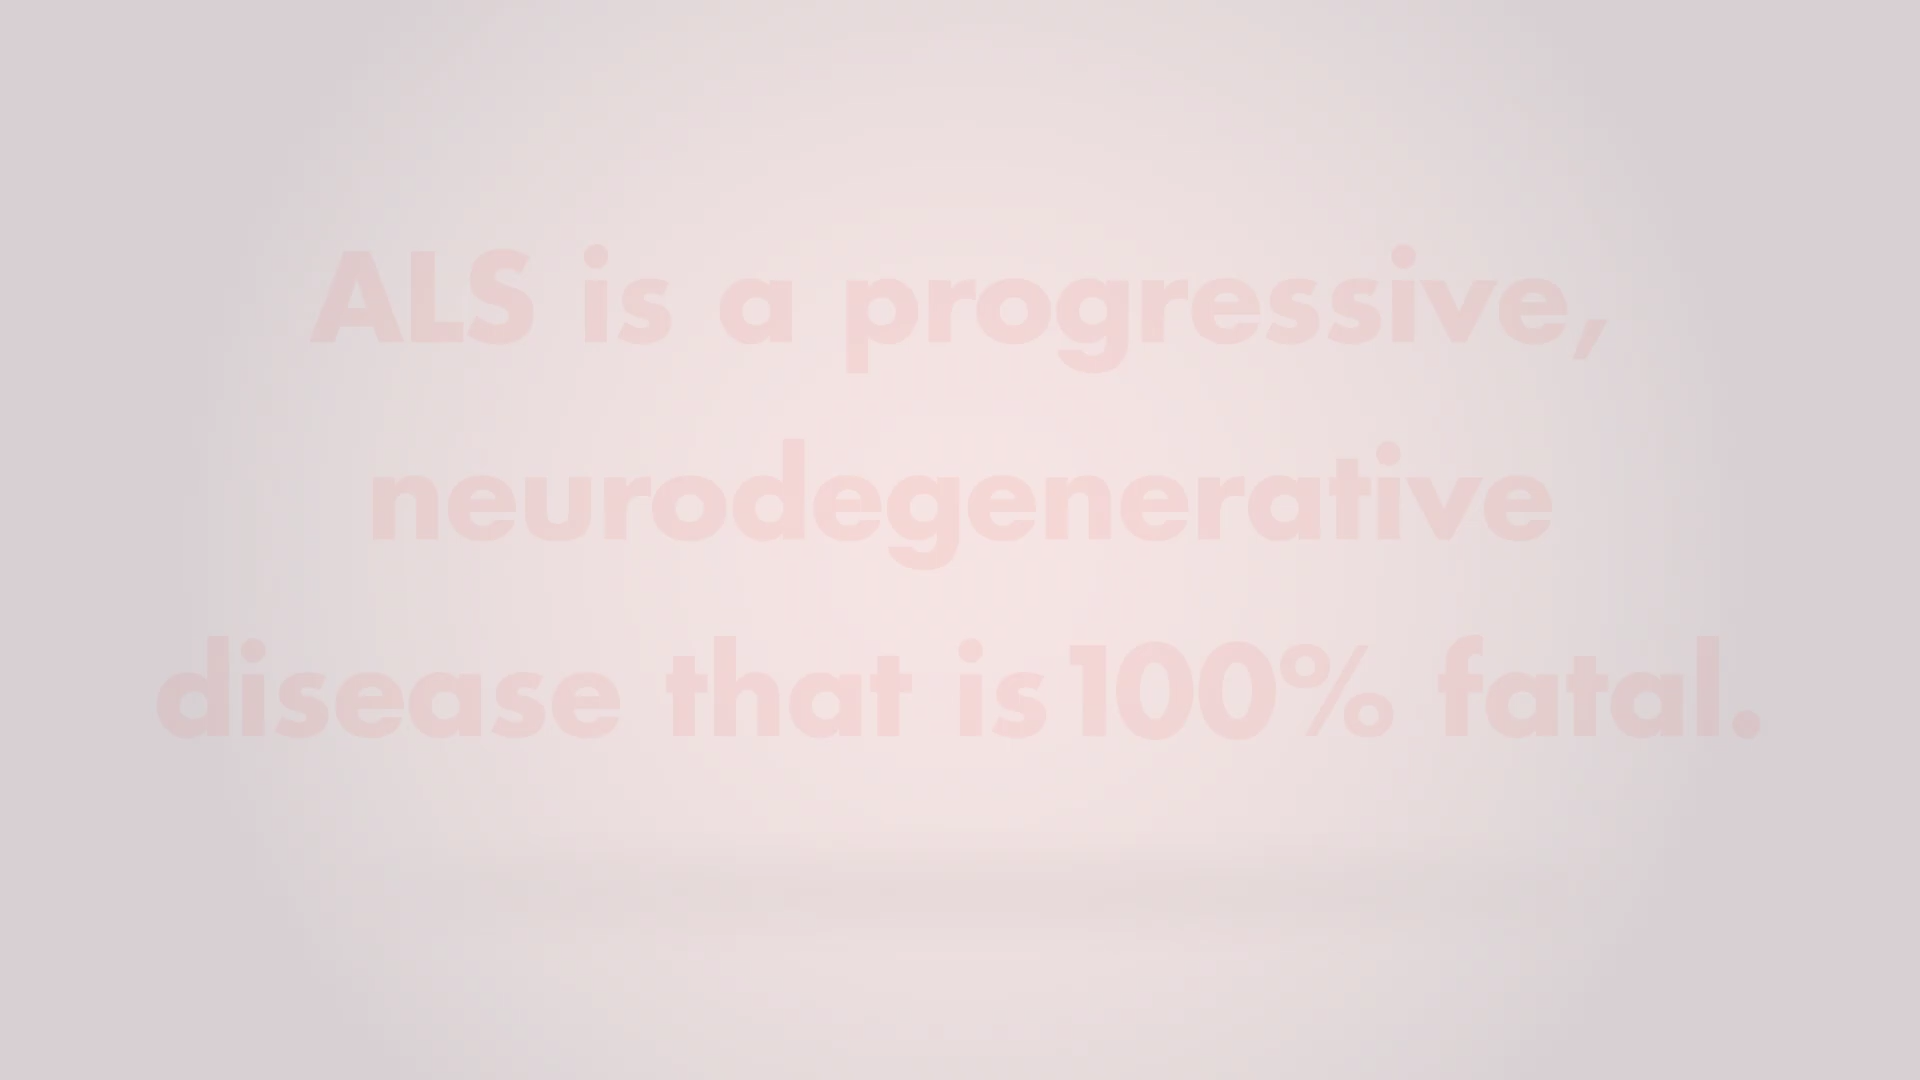 ALS is a progressive,
neurodegenerative
disease that is 100% fatal.